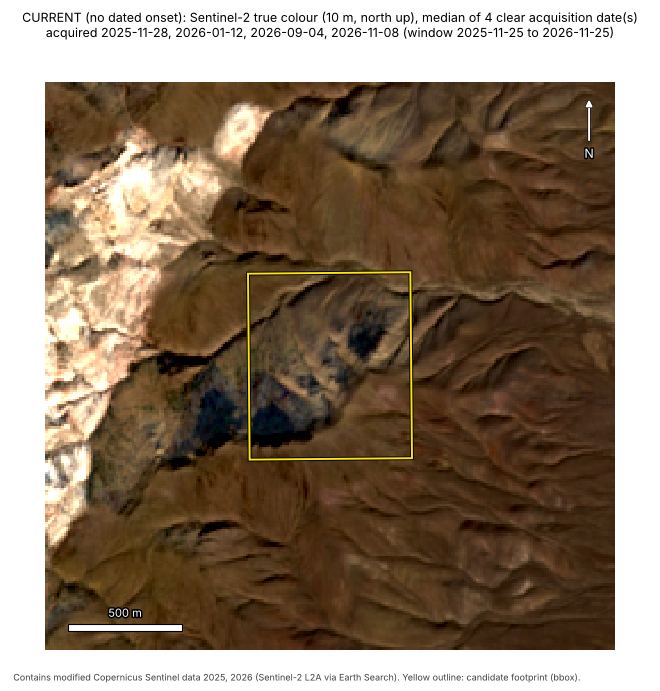 CURRENT (no dated onset): Sentinel-2 true colour (10 m, north up), median of 4 clear acquisition date(s)
acquired 2025-11-28, 2026-01-12, 2026-09-04, 2026-11-08 (window 2025-11-25 to 2026-11-25)
N
500 m
Contains modified Copernicus Sentinel data 2025, 2026 (Sentinel-2 L2A via Earth Search). Yellow outline: candidate footprint (bbox).